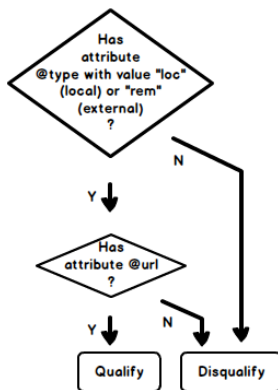 Has
attribute
@type with value "loc"
(local) or "rem"
(external)
?
N
Y
Has
attribute @url
?
Y
N
Qualify
Disqualify